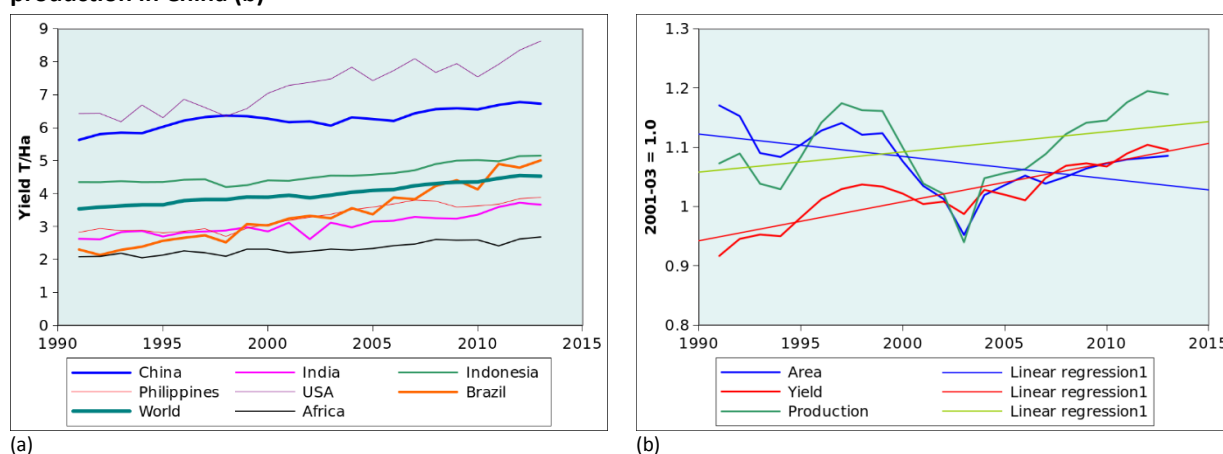 production in China (b)
9
8
7
6
5
4
3
2
1
0
Yield T/Ha
1990 1995 2000 2005 2010 2015
China India Indonesia
Philippines USA Brazil
World Africa
(a)
1.3
1.2
1.1
1
0.9
0.8
2001-03 = 1.0
1990 1995 2000 2005 2010 2015
Area Linear regression1
Yield Linear regression1
Production Linear regression1
(b)